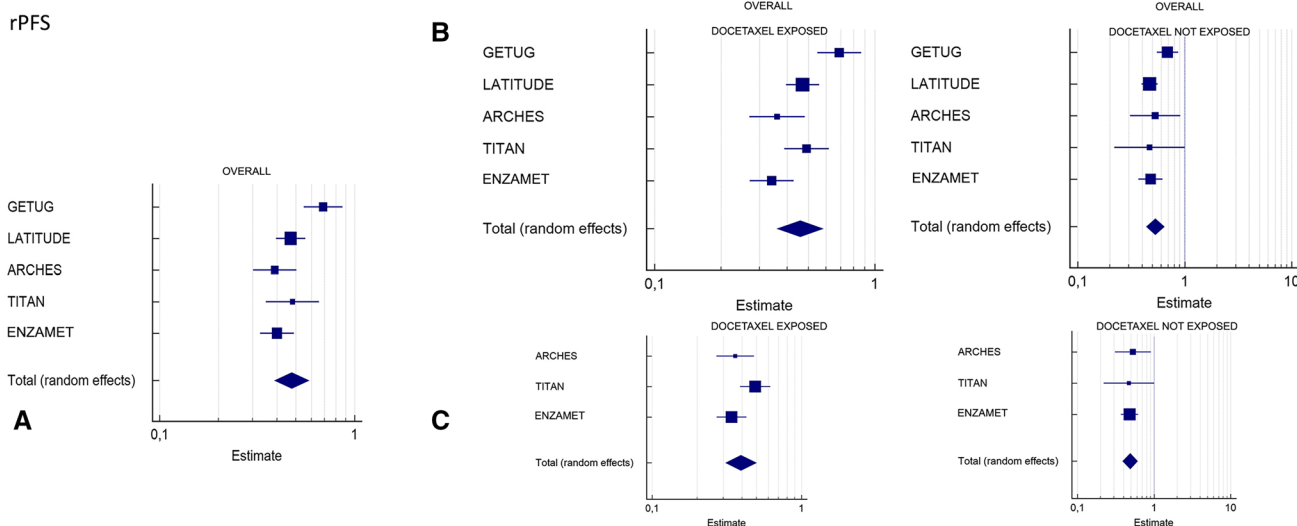 rPFS
OVERALL
GETUG
LATITUDE
ARCHES
TITAN
ENZAMET
Total (random effects)
0,1 1
Estimate
A
B
OVERALL
DOCETAXEL EXPOSED
GETUG
LATITUDE
ARCHES
TITAN
ENZAMET
Total (random effects)
0,1 1
Estimate
OVERALL
DOCETAXEL NOT EXPOSED
GETUG
LATITUDE
ARCHES
TITAN
ENZAMET
Total (random effects)
0,1 1 10
Estimate
C
DOCETAXEL EXPOSED
ARCHES
TITAN
ENZAMET
Total (random effects)
0,1 1
Estimate
DOCETAXEL NOT EXPOSED
ARCHES
TITAN
ENZAMET
Total (random effects)
0,1 1 10
Estimate